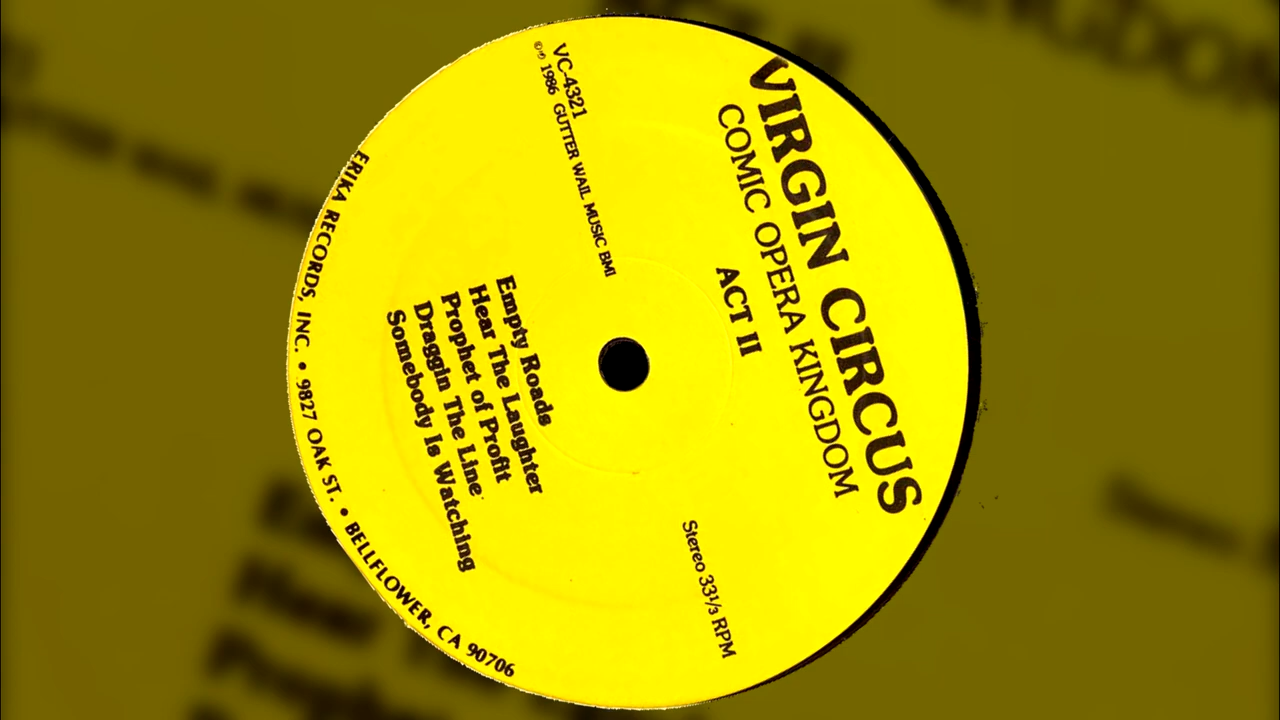 VIRGIN CIRCUS
COMIC OPERA KINGDOM
ACT II
VC-4321
©℗ 1986 GUTTER WAIL MUSIC BMI
Stereo 33⅓ RPM
Empty Roads
Hear The Laughter
Prophet of Profit
Draggin The Line
Somebody Is Watching
ERIKA RECORDS, INC. • 9827 OAK ST. • BELLFLOWER, CA 90706